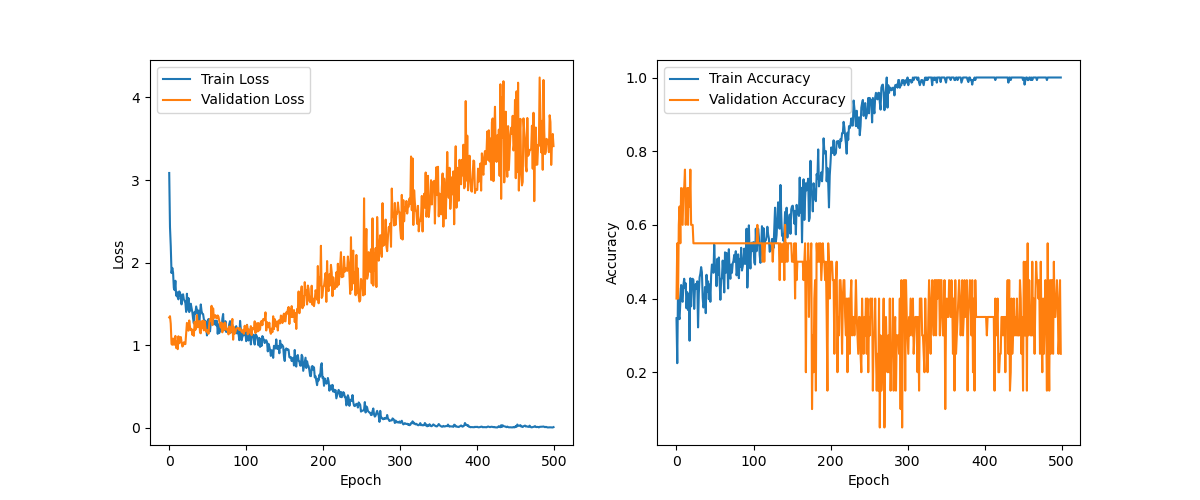 Train Loss
Validation Loss
4
3
2
1
0
0 100 200 300 400 500
Epoch
Loss
Train Accuracy
Validation Accuracy
1.0
0.8
0.6
0.4
0.2
0 100 200 300 400 500
Epoch
Accuracy